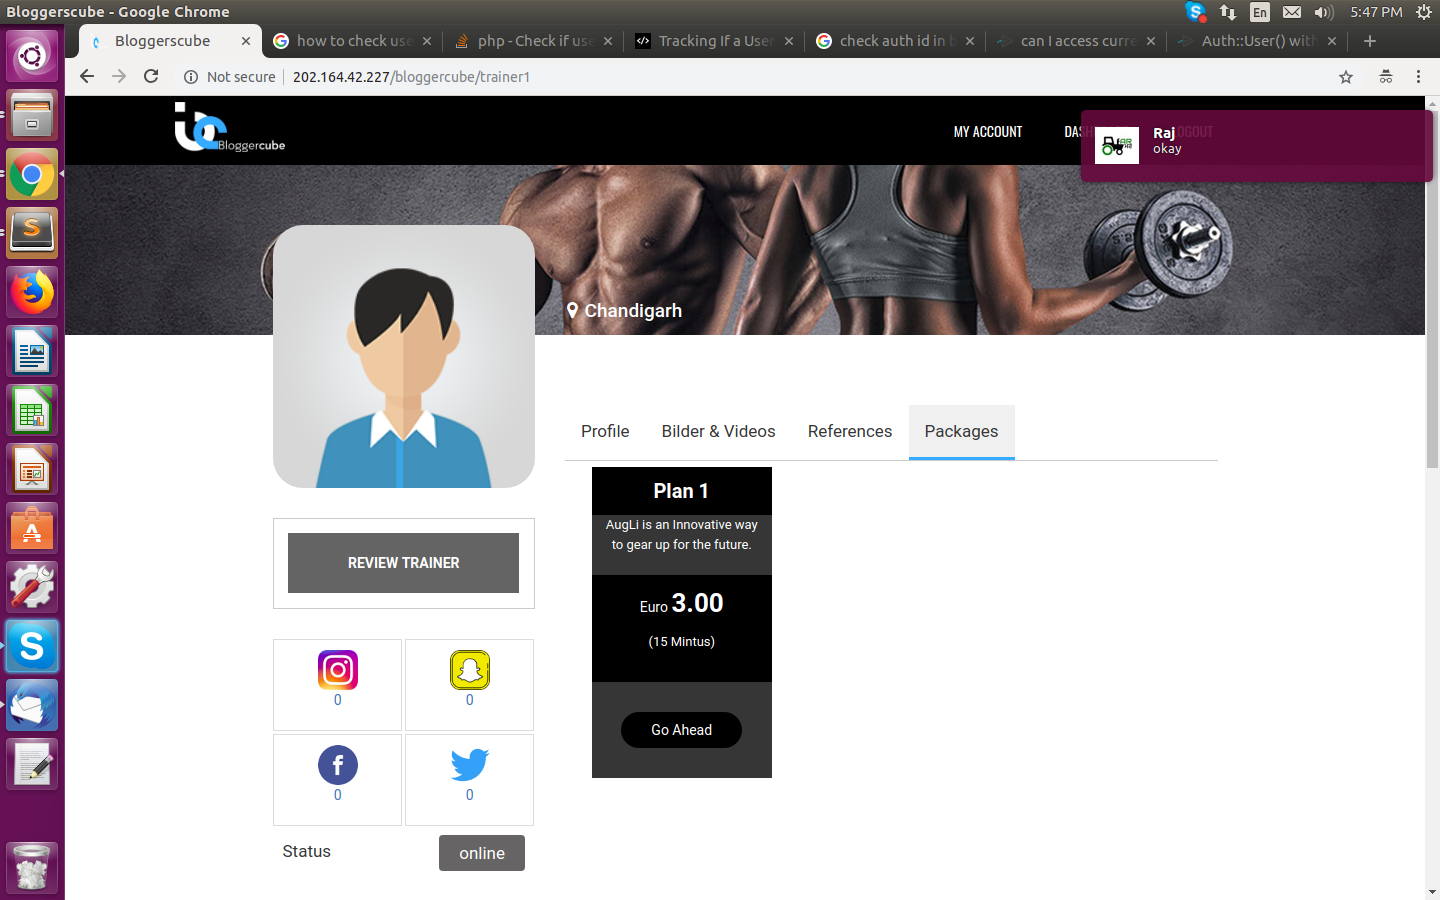 Bloggerscube - Google Chrome
En
5:47 PM
Bloggerscube
how to check use
php - Check if use
Tracking If a User
check auth id in b
can I access curre
Auth::User() with
Not secure
202.164.42.227/bloggercube/trainer1
Bloggercube
MY ACCOUNT
LOGOUT
Raj
okay
Chandigarh
Profile
Bilder & Videos
References
Packages
Plan 1
AugLi is an Innovative way
to gear up for the future.
Euro 3.00
(15 Mintus)
Go Ahead
REVIEW TRAINER
0
0
0
0
Status
online